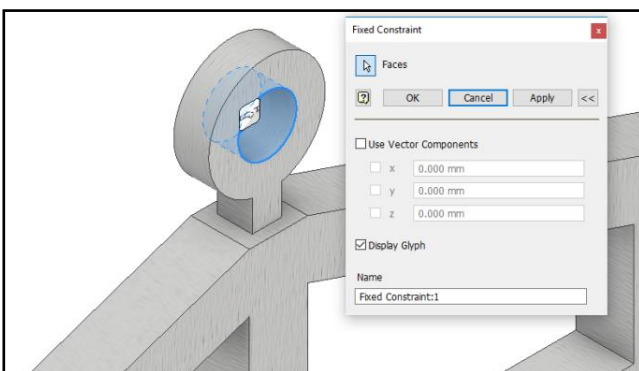 Fixed Constraint x
Faces
? OK Cancel Apply <<
Use Vector Components
x 0.000 mm
y 0.000 mm
z 0.000 mm
Display Glyph
Name
Fixed Constraint:1